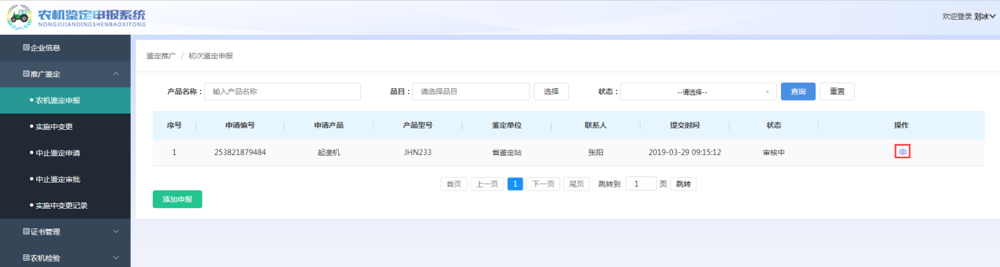 农机鉴定申报系统
NONGJIJIANDINGSHENBAOXITONG
欢迎登录 刘冰
企业信息
推广鉴定
农机鉴定申报
实施中变更
中止鉴定申请
中止鉴定审批
实施中变更记录
证书管理
农机检验
鉴定推广 / 初次鉴定申报
产品名称： 输入产品名称 品目： 请选择品目 选择 状态： --请选择-- 查询 重置
序号 申请编号 申请产品 产品型号 鉴定单位 联系人 提交时间 状态 操作
1 253821879484 起垄机 JHN233 省鉴定站 张阳 2019-03-29 09:15:12 审核中
首页 上一页 1 下一页 尾页 跳转到 1 页 跳转
添加申报